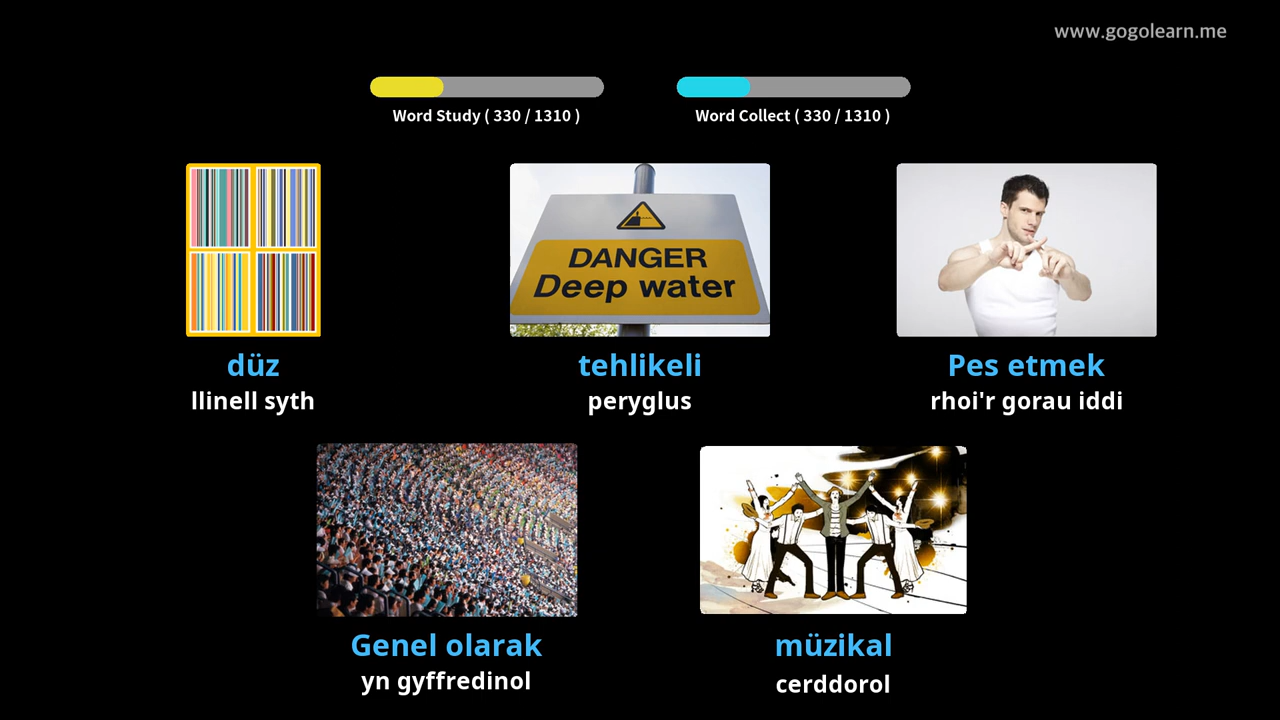 www.gogolearn.me
Word Study ( 330 / 1310 )
Word Collect ( 330 / 1310 )
DANGER
Deep water
düz
tehlikeli
Pes etmek
llinell syth
peryglus
rhoi'r gorau iddi
Genel olarak
müzikal
yn gyffredinol
cerddorol